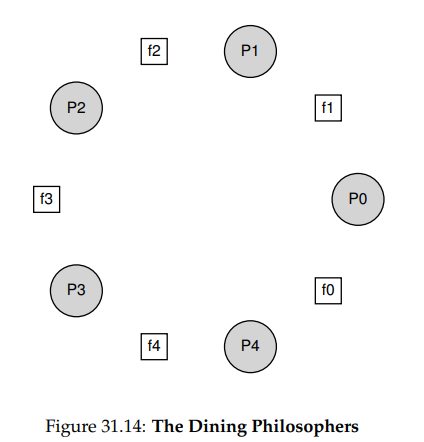 f2
P1
P2
f1
f3
P0
P3
f0
f4
P4
Figure 31.14: The Dining Philosophers